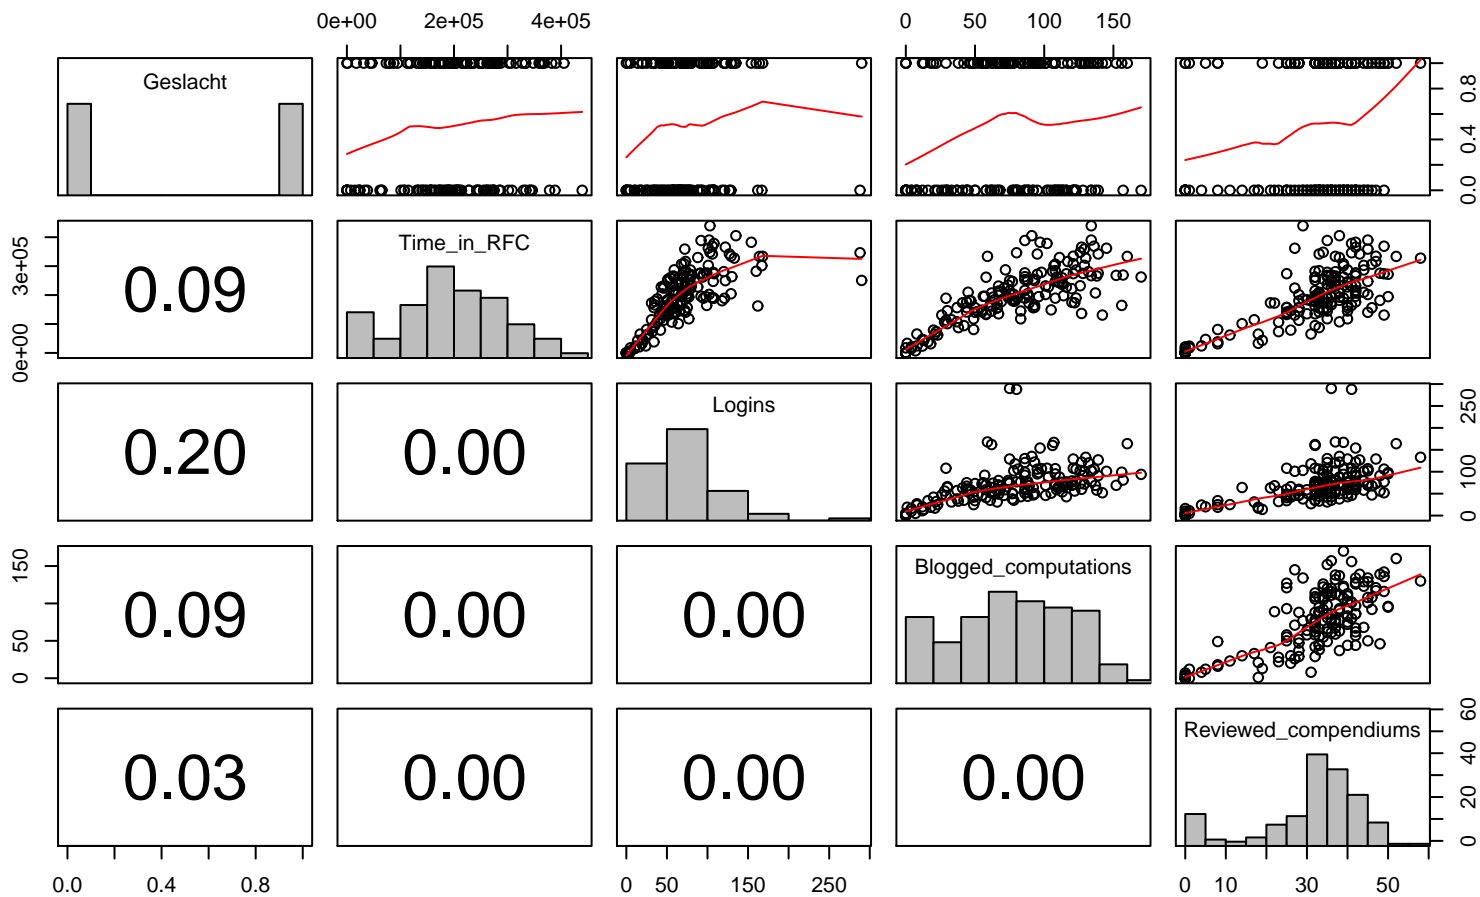 0e+00 2e+05 4e+05 0 50 100 150
Geslacht
0.0 0.4 0.8
0e+00 3e+05
0.09
Time_in_RFC
0.20
0.00
Logins
0 100 250
0 50 150
0.09
0.00
0.00
Blogged_computations
0.03
0.00
0.00
0.00
Reviewed_compendiums
0 20 40 60
0.0 0.4 0.8 0 50 150 250 0 10 30 50